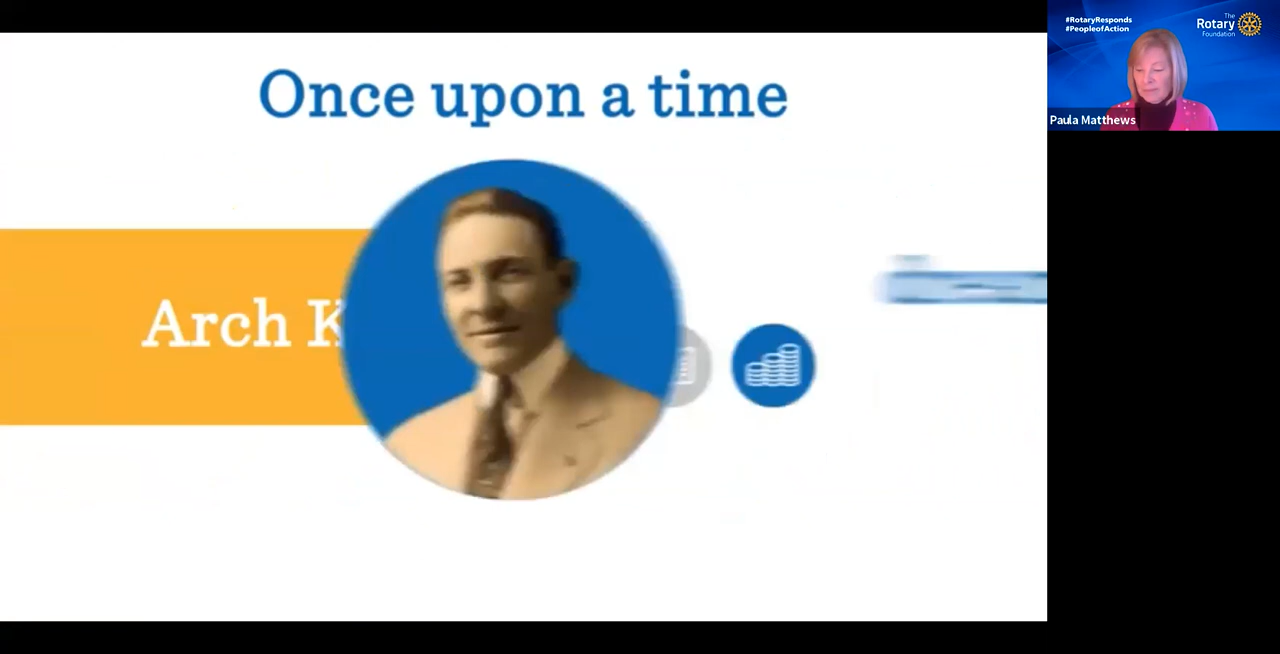 Once upon a time
Arch K
#RotaryResponds
#PeopleofAction
The
Rotary
Foundation
Paula Matthews